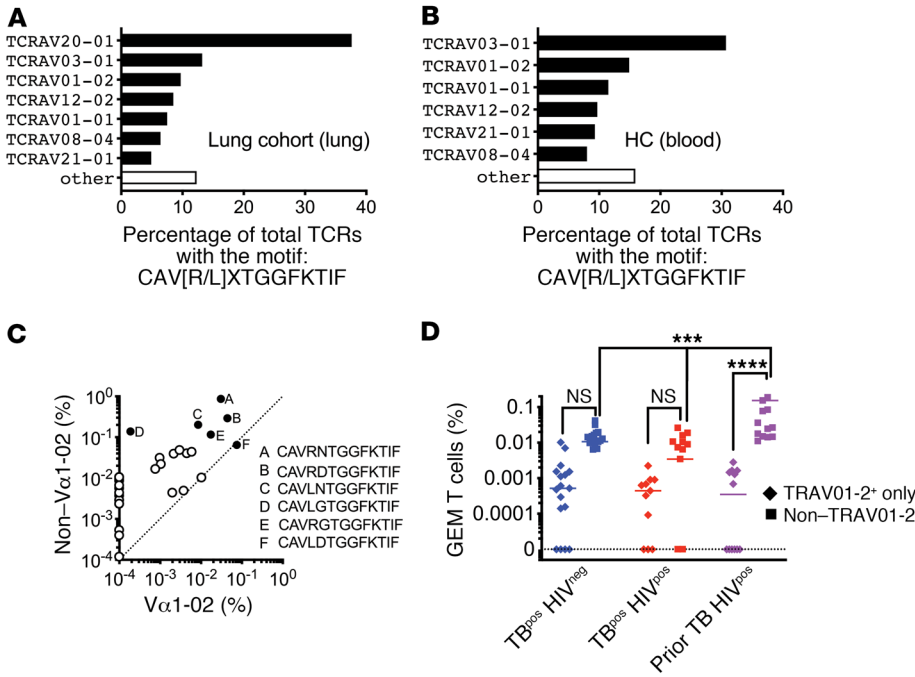 A
TCRAV20-01
TCRAV03-01
TCRAV01-02
TCRAV12-02
TCRAV01-01
TCRAV08-04
TCRAV21-01
other
Lung cohort (lung)
0 10 20 30 40
Percentage of total TCRs
with the motif:
CAV[R/L]XTGGFKTIF
B
TCRAV03-01
TCRAV01-02
TCRAV01-01
TCRAV12-02
TCRAV21-01
TCRAV08-04
other
HC (blood)
0 10 20 30 40
Percentage of total TCRs
with the motif:
CAV[R/L]XTGGFKTIF
C
Non–Vα1-02 (%)
10⁰
10⁻¹
10⁻²
10⁻³
10⁻⁴
A
B
C
D
E
F
A CAVRNTGGFKTIF
B CAVRDTGGFKTIF
C CAVLNTGGFKTIF
D CAVLGTGGFKTIF
E CAVRGTGGFKTIF
F CAVLDTGGFKTIF
10⁻⁴ 10⁻³ 10⁻² 10⁻¹ 10⁰
Vα1-02 (%)
D
***
****
NS NS
GEM T cells (%)
0.1
0.01
0.001
0.0001
0
TRAV01-2⁺ only
Non–TRAV01-2
TBᵖᵒˢ HIVⁿᵉᵍ
TBᵖᵒˢ HIVᵖᵒˢ
Prior TB HIVᵖᵒˢ